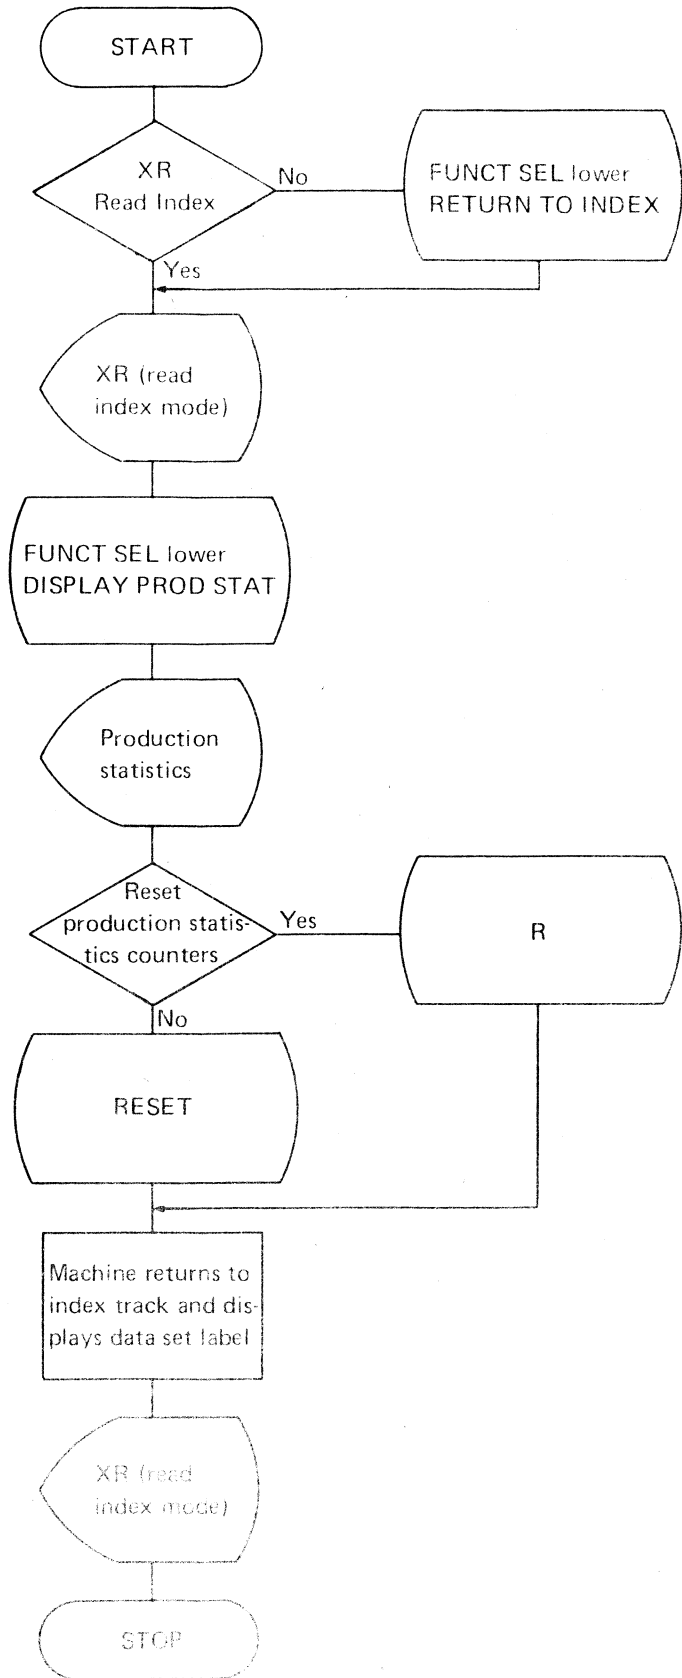 START
XR
Read Index
No
FUNCT SEL lower
RETURN TO INDEX
Yes
XR (read
index mode)
FUNCT SEL lower
DISPLAY PROD STAT
Production
statistics
Reset
production statis-
tics counters
Yes
R
No
RESET
Machine returns to
index track and dis-
plays data set label
XR (read
index mode)
STOP